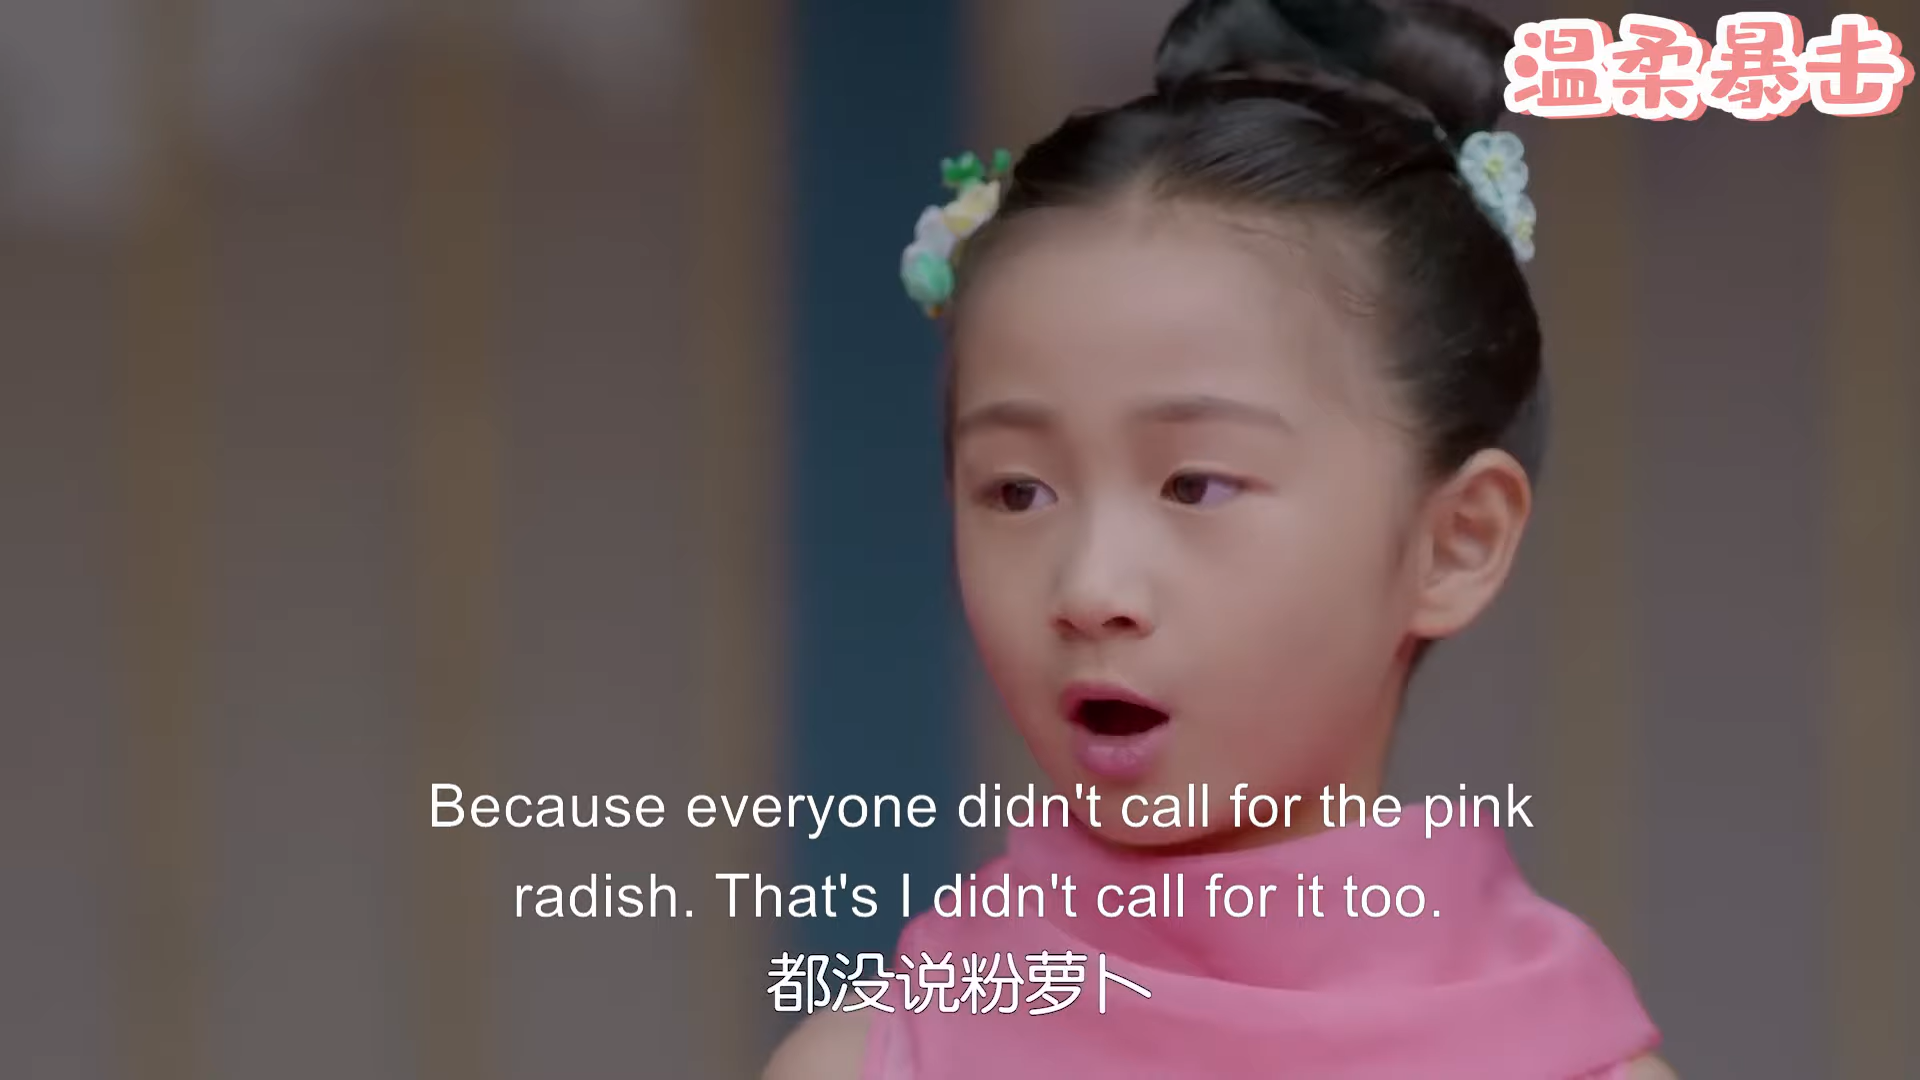 温柔暴击
Because everyone didn't call for the pink
radish. That's I didn't call for it too.
都没说粉萝卜